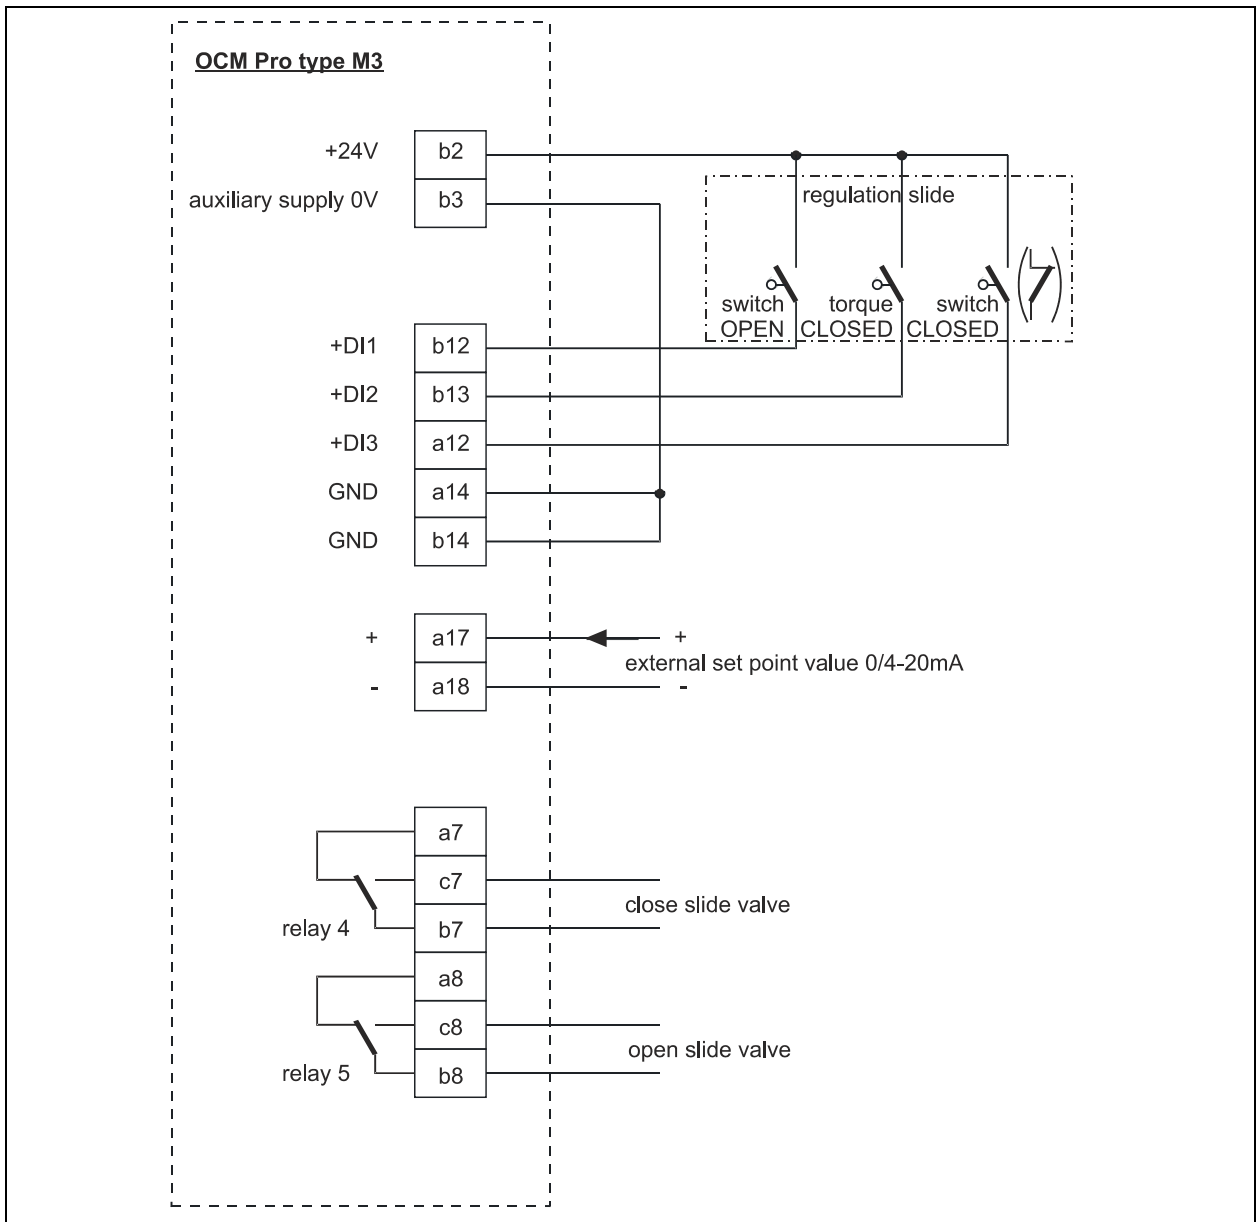 OCM Pro type M3
+24V b2
auxiliary supply 0V b3
regulation slide
switch OPEN
torque CLOSED
switch CLOSED
+DI1 b12
+DI2 b13
+DI3 a12
GND a14
GND b14
+ a17 +
external set point value 0/4-20mA
- a18 -
a7
c7
close slide valve
relay 4 b7
a8
c8
open slide valve
relay 5 b8